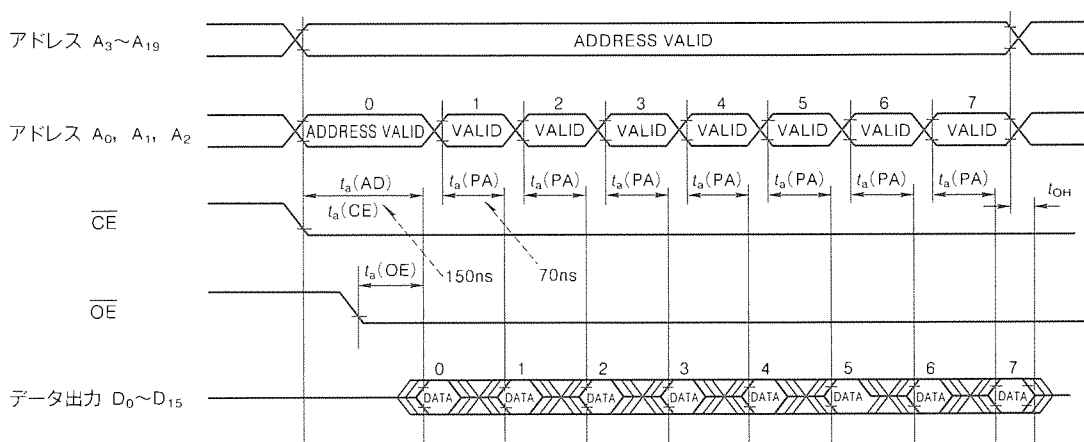 アドレス A₃～A₁₉
ADDRESS VALID
0 1 2 3 4 5 6 7
アドレス A₀, A₁, A₂
ADDRESS VALID VALID VALID VALID VALID VALID VALID VALID
tₐ(AD) tₐ(PA) tₐ(PA) tₐ(PA) tₐ(PA) tₐ(PA) tₐ(PA) tₐ(PA)
tₐ(CE)
t_OH
C̅E̅
tₐ(OE)
150ns
70ns
O̅E̅
0 1 2 3 4 5 6 7
データ出力 D₀～D₁₅
DATA DATA DATA DATA DATA DATA DATA DATA